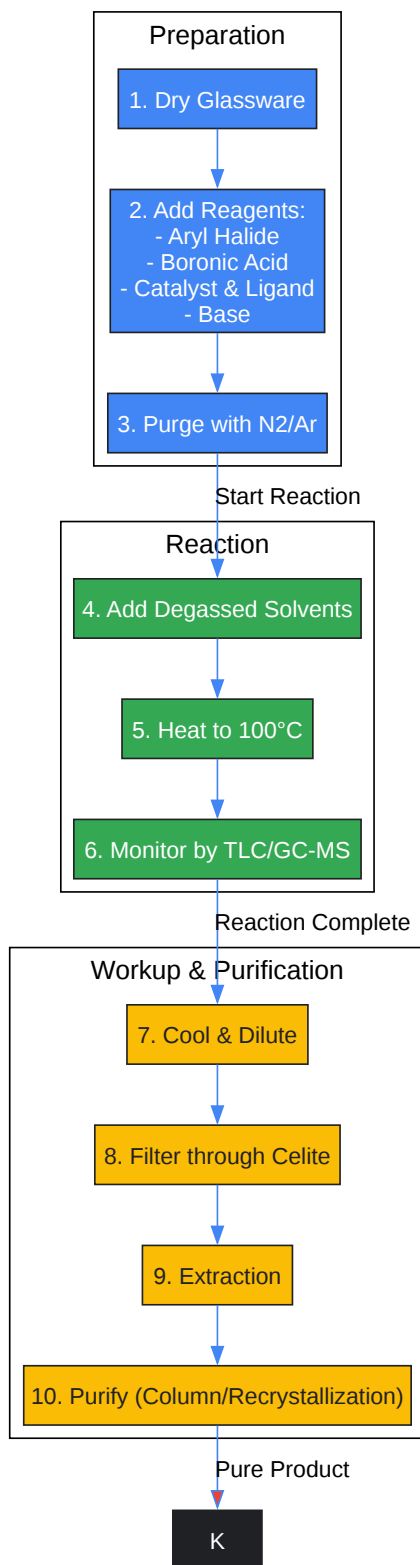 Preparation
1. Dry Glassware
2. Add Reagents:
- Aryl Halide
- Boronic Acid
- Catalyst & Ligand
- Base
3. Purge with N2/Ar
Start Reaction
Reaction
4. Add Degassed Solvents
5. Heat to 100°C
6. Monitor by TLC/GC-MS
Reaction Complete
Workup & Purification
7. Cool & Dilute
8. Filter through Celite
9. Extraction
10. Purify (Column/Recrystallization)
Pure Product
K